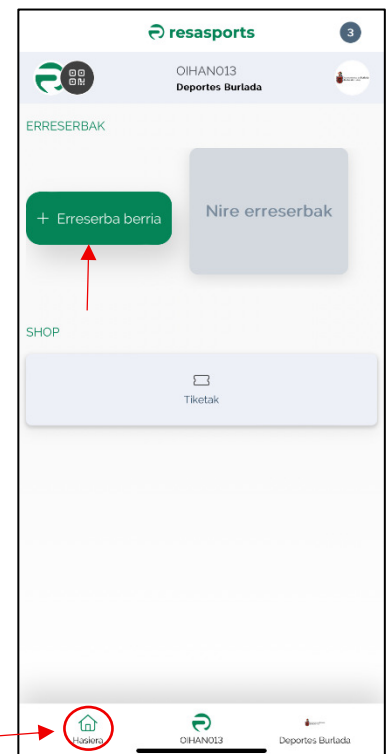 resasports
3
OIHAN013
Deportes Burlada
ERRESERBAK
+ Erreserba berria
Nire erreserbak
SHOP
Tiketak
Hasiera
OIHAN013
Deportes Burlada